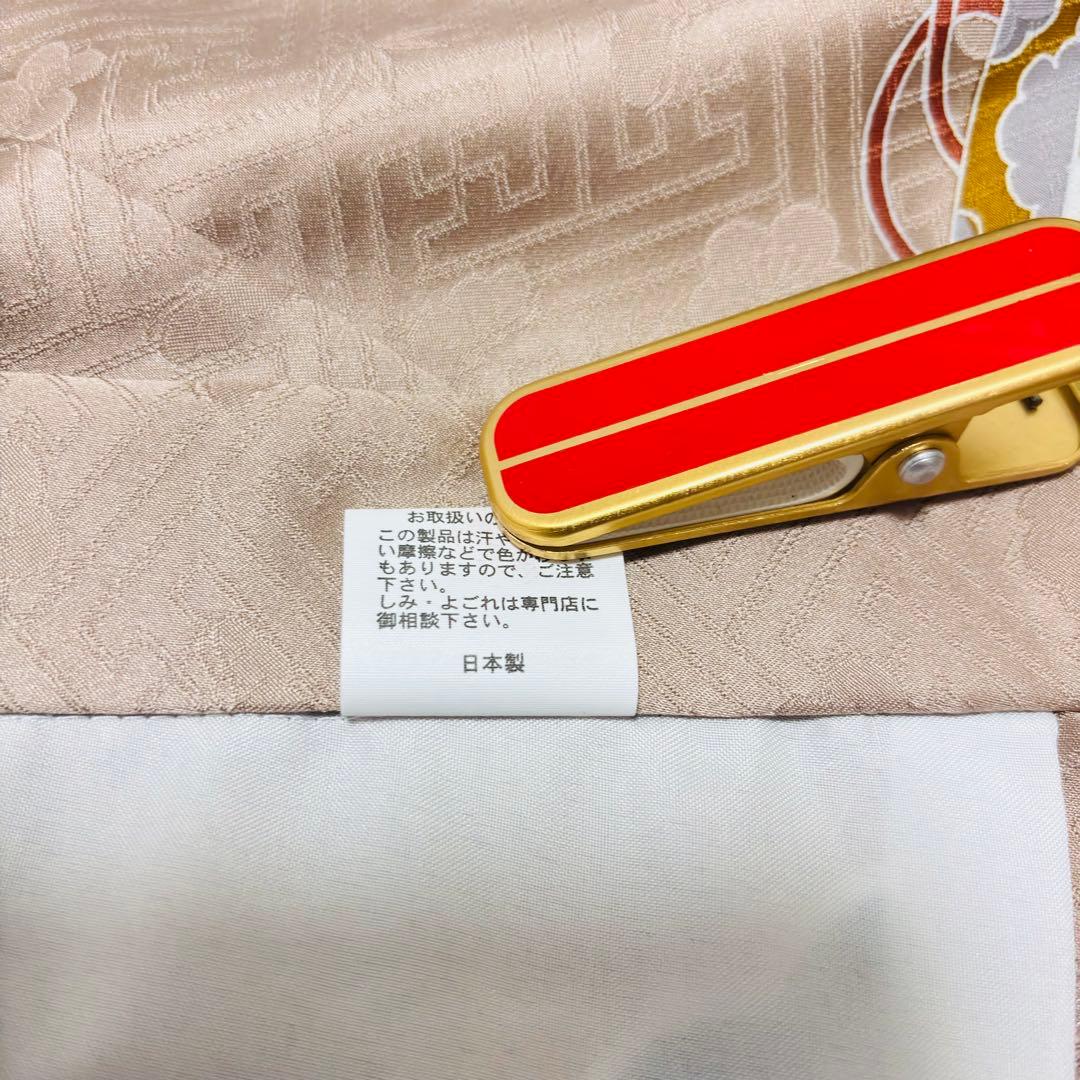 お取扱いの
この製品は汗や
い摩擦などで色が
もありますので、ご注意
下さい。
しみ・よごれは専門店に
御相談下さい。
日本製